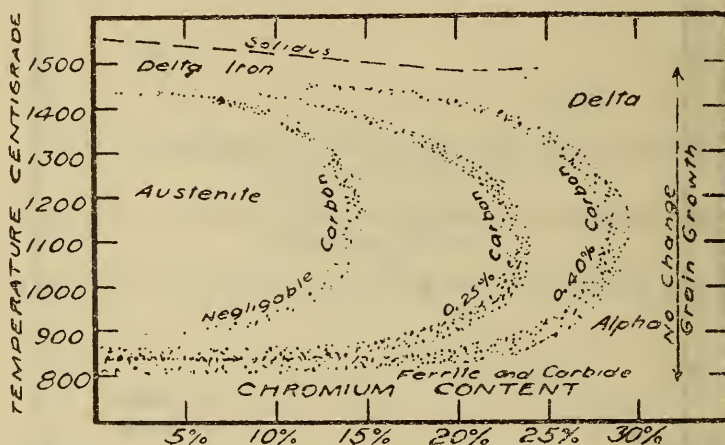 TEMPERATURE CENTIGRADE
1500
1400
1300
1200
1100
1000
900
800
Solidus
Delta Iron
Delta
Austenite
Carbon
Negligable
Carbon
0.25%
Carbon
0.40%
Alpha
No Change
Grain Growth
Ferrite and Carbide
CHROMIUM CONTENT
5% 10% 15% 20% 25% 30%